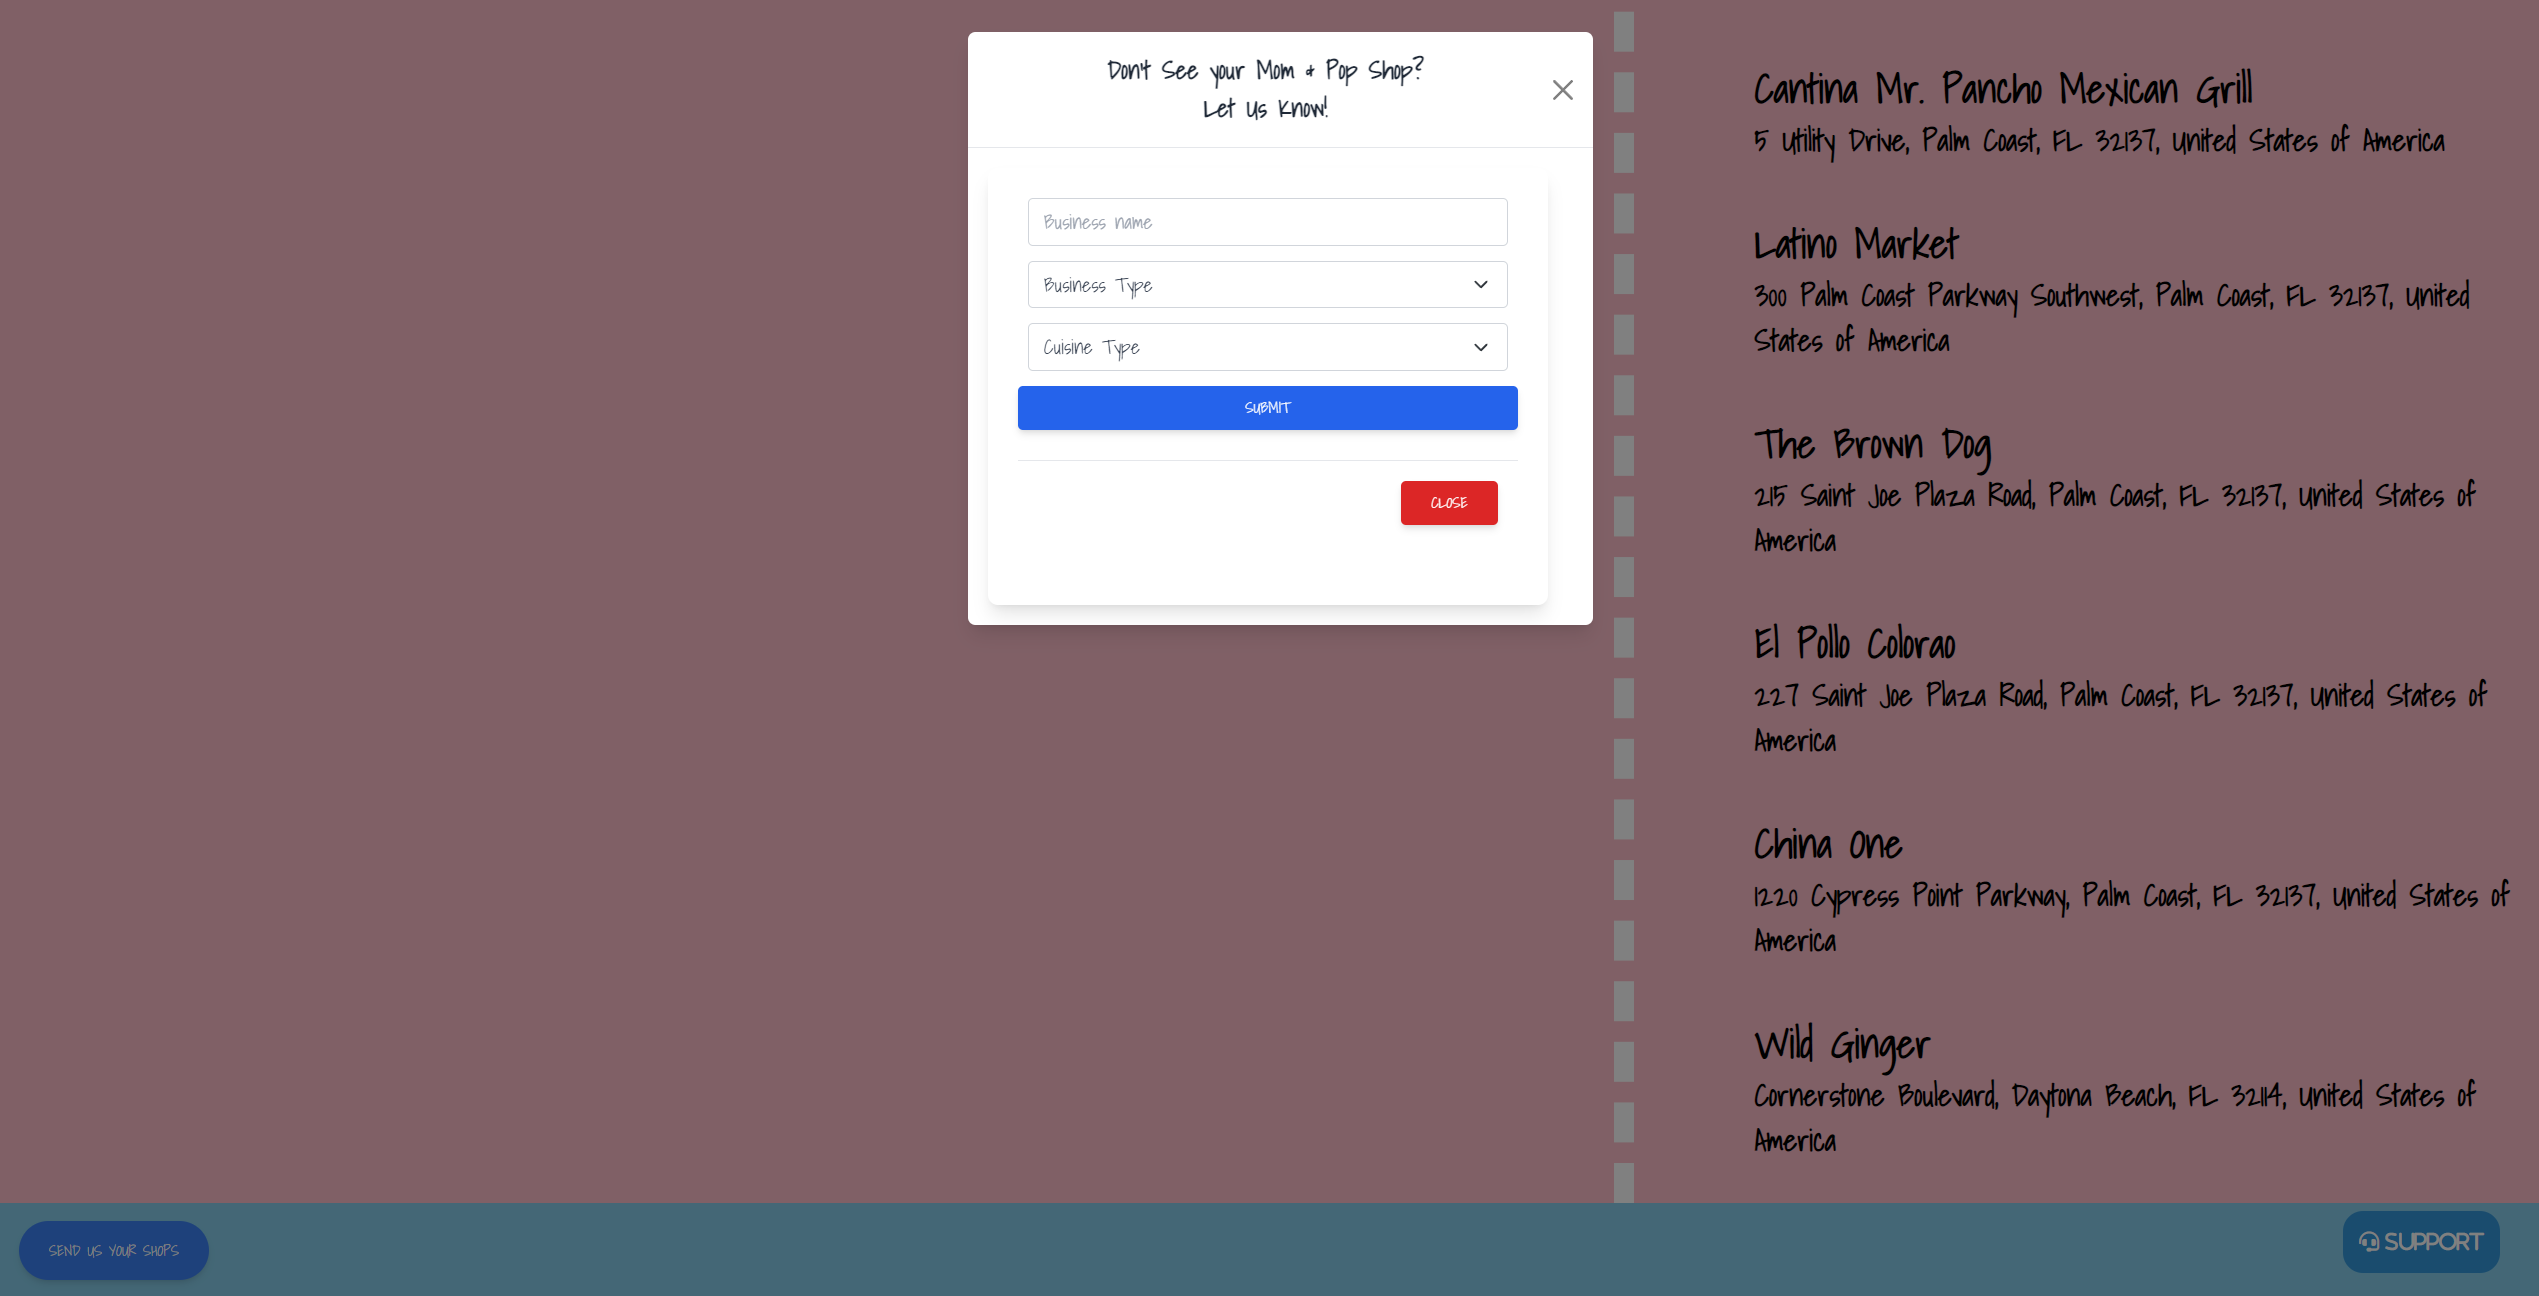 Don't See your Mom & Pop Shop?
Let Us Know!
Business name
Business Type
Cuisine Type
SUBMIT
CLOSE
Cantina Mr. Pancho Mexican Grill
5 Utility Drive, Palm Coast, FL 32137, United States of America
Latino Market
300 Palm Coast Parkway Southwest, Palm Coast, FL 32137, United
States of America
The Brown Dog
215 Saint Joe Plaza Road, Palm Coast, FL 32137, United States of
America
El Pollo Colorao
227 Saint Joe Plaza Road, Palm Coast, FL 32137, United States of
America
China One
1220 Cypress Point Parkway, Palm Coast, FL 32137, United States of
America
Wild Ginger
Cornerstone Boulevard, Daytona Beach, FL 32114, United States of
America
SEND US YOUR SHOPS
SUPPORT